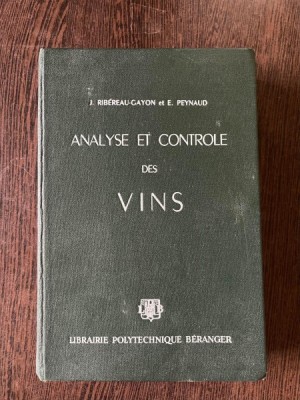 J. RIBÉREAU-GAYON et E. PEYNAUD
ANALYSE ET CONTROLE
DES
VINS
L B
LIBRAIRIE POLYTECHNIQUE BÉRANGER